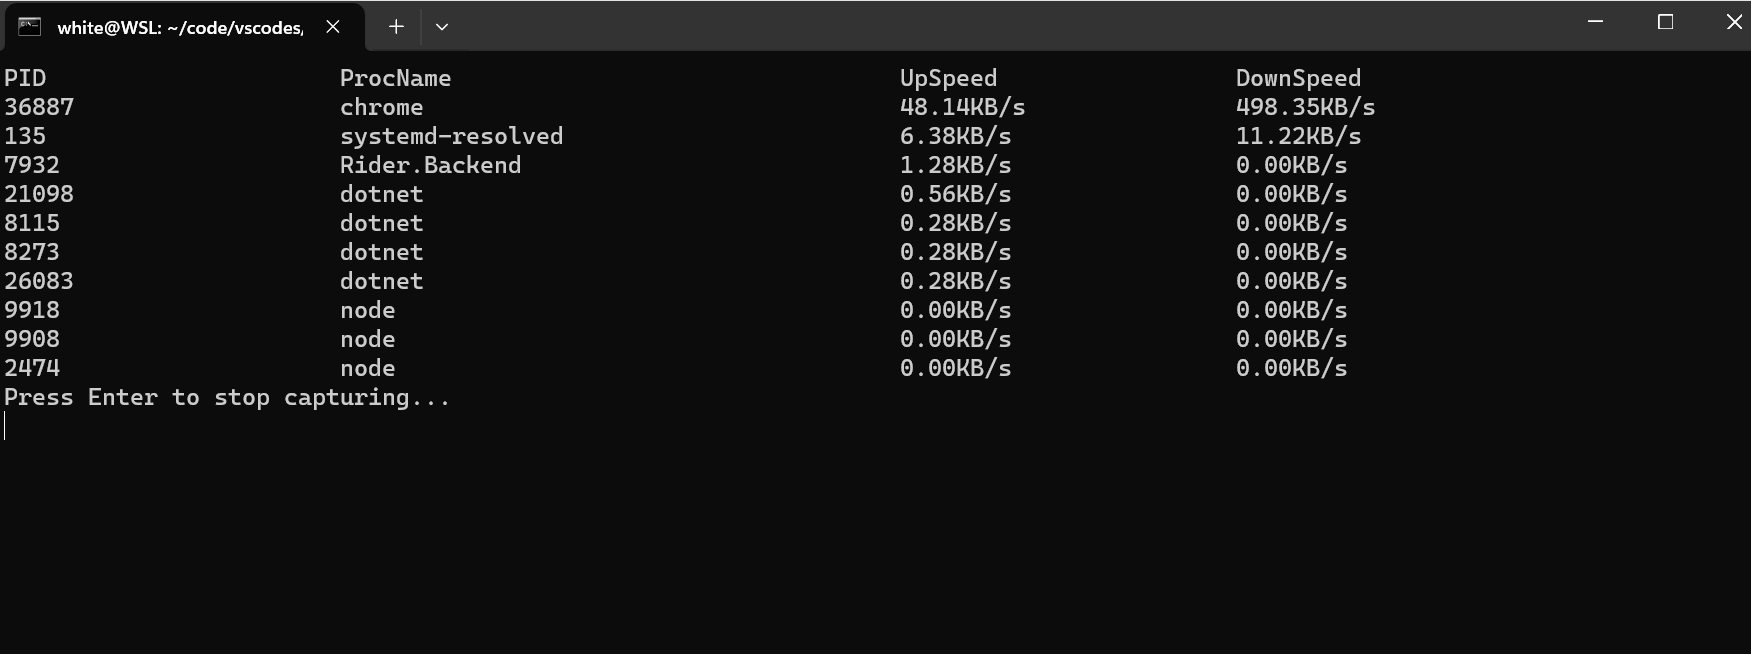 white@WSL: ~/code/vscodes,
PID ProcName UpSpeed DownSpeed
36887 chrome 48.14KB/s 498.35KB/s
135 systemd-resolved 6.38KB/s 11.22KB/s
7932 Rider.Backend 1.28KB/s 0.00KB/s
21098 dotnet 0.56KB/s 0.00KB/s
8115 dotnet 0.28KB/s 0.00KB/s
8273 dotnet 0.28KB/s 0.00KB/s
26083 dotnet 0.28KB/s 0.00KB/s
9918 node 0.00KB/s 0.00KB/s
9908 node 0.00KB/s 0.00KB/s
2474 node 0.00KB/s 0.00KB/s
Press Enter to stop capturing...